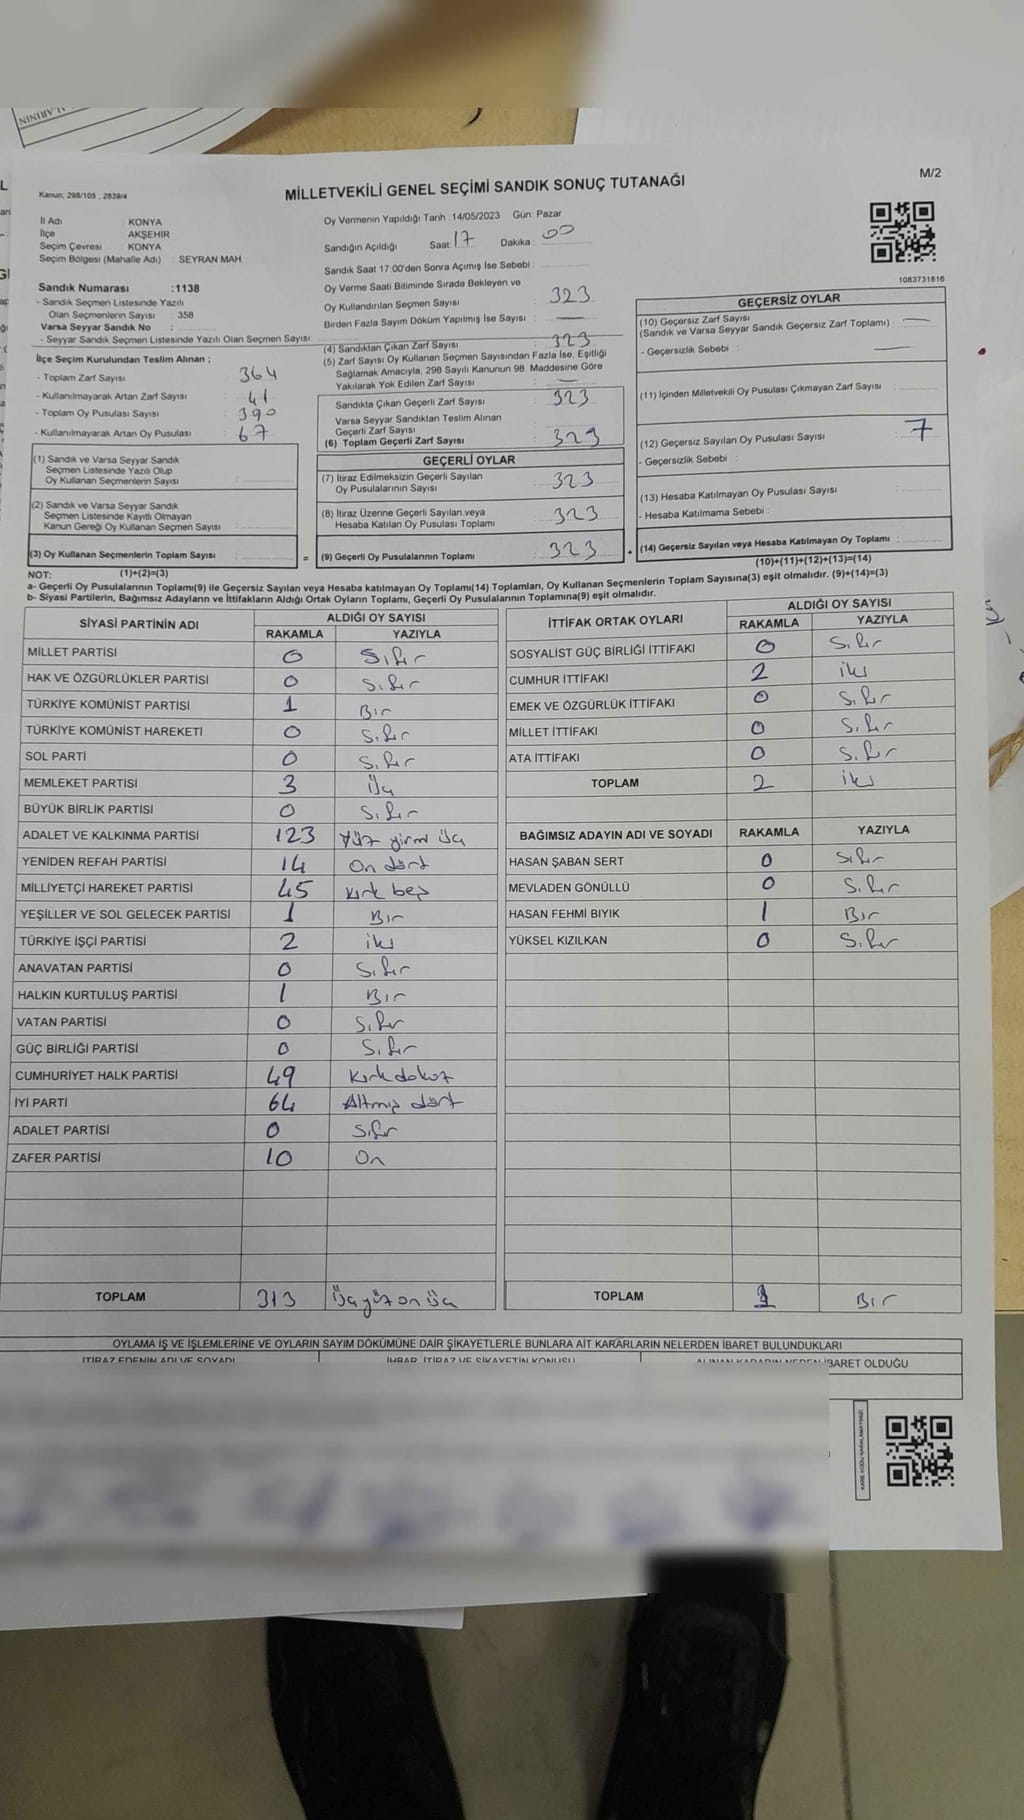 MİLLETVEKİLİ GENEL SEÇİMİ SANDIK SONUÇ TUTANAĞI
M/2
Kanun: 298/105 , 2839/4
İl Adı : KONYA
İlçe : AKŞEHİR
Seçim Çevresi : KONYA
Seçim Bölgesi (Mahalle Adı) : SEYRAN MAH
Sandık Numarası :1138
- Sandık Seçmen Listesinde Yazılı
Olan Seçmenlerin Sayısı : 358
Varsa Seyyar Sandık No :
- Seyyar Sandık Seçmen Listesinde Yazılı Olan Seçmen Sayısı :
İlçe Seçim Kurulundan Teslim Alınan ;
- Toplam Zarf Sayısı : 364
- Kullanılmayarak Artan Zarf Sayısı : 41
- Toplam Oy Pusulası Sayısı : 390
- Kullanılmayarak Artan Oy Pusulası : 67
(1) Sandık ve Varsa Seyyar Sandık
Seçmen Listesinde Yazılı Olup
Oy Kullanan Seçmenlerin Sayısı :
(2) Sandık ve Varsa Seyyar Sandık
Seçmen Listesinde Kayıtlı Olmayan
Kanun Gereği Oy Kullanan Seçmen Sayısı :
(3) Oy Kullanan Seçmenlerin Toplam Sayısı :
(1)+(2)=(3)
Oy Vermenin Yapıldığı Tarih :14/05/2023 Gün: Pazar
Sandığın Açıldığı Saat: 17 Dakika : 00
Sandık Saat 17:00'den Sonra Açımış İse Sebebi :
Oy Verme Saati Bitiminde Sırada Bekleyen ve
Oy Kullandırılan Seçmen Sayısı : 323
Birden Fazla Sayım Döküm Yapılmış İse Sayısı :
(4) Sandıktan Çıkan Zarf Sayısı : 323
(5) Zarf Sayısı Oy Kullanan Seçmen Sayısından Fazla İse, Eşitliği
Sağlamak Amacıyla, 298 Sayılı Kanunun 98. Maddesine Göre
Yakılarak Yok Edilen Zarf Sayısı :
Sandıkta Çıkan Geçerli Zarf Sayısı : 323
Varsa Seyyar Sandıktan Teslim Alınan
Geçerli Zarf Sayısı :
(6) Toplam Geçerli Zarf Sayısı : 323
GEÇERLİ OYLAR
(7) İtiraz Edilmeksizin Geçerli Sayılan
Oy Pusulalarının Sayısı : 323
(8) İtiraz Üzerine Geçerli Sayılan veya
Hesaba Katılan Oy Pusulası Toplamı : 323
= (9) Geçerli Oy Pusulalarının Toplamı : 323 +
1083731616
GEÇERSİZ OYLAR
(10) Geçersiz Zarf Sayısı
(Sandık ve Varsa Seyyar Sandık Geçersiz Zarf Toplamı) :
- Geçersizlik Sebebi :
(11) İçinden Milletvekili Oy Pusulası Çıkmayan Zarf Sayısı :
(12) Geçersiz Sayılan Oy Pusulası Sayısı : 7
- Geçersizlik Sebebi :
(13) Hesaba Katılmayan Oy Pusulası Sayısı :
- Hesaba Katılmama Sebebi :
(14) Geçersiz Sayılan veya Hesaba Katılmayan Oy Toplamı :
(10)+(11)+(12)+(13)=(14)
NOT:
a- Geçerli Oy Pusulalarının Toplamı(9) ile Geçersiz Sayılan veya Hesaba katılmayan Oy Toplamı(14) Toplamları, Oy Kullanan Seçmenlerin Toplam Sayısına(3) eşit olmalıdır. (9)+(14)=(3)
b- Siyasi Partilerin, Bağımsız Adayların ve İttifakların Aldığı Ortak Oyların Toplamı, Geçerli Oy Pusulalarının Toplamına(9) eşit olmalıdır.
SİYASİ PARTİNİN ADI ALDIĞI OY SAYISI
RAKAMLA YAZIYLA
MİLLET PARTİSİ 0 Sıfır
HAK VE ÖZGÜRLÜKLER PARTİSİ 0 Sıfır
TÜRKİYE KOMÜNİST PARTİSİ 1 Bir
TÜRKİYE KOMÜNİST HAREKETİ 0 Sıfır
SOL PARTİ 0 Sıfır
MEMLEKET PARTİSİ 3 Üç
BÜYÜK BİRLİK PARTİSİ 0 Sıfır
ADALET VE KALKINMA PARTİSİ 123 Yüz yirmi üç
YENİDEN REFAH PARTİSİ 14 On dört
MİLLİYETÇİ HAREKET PARTİSİ 45 Kırk beş
YEŞİLLER VE SOL GELECEK PARTİSİ 1 Bir
TÜRKİYE İŞÇİ PARTİSİ 2 iki
ANAVATAN PARTİSİ 0 Sıfır
HALKIN KURTULUŞ PARTİSİ 1 Bir
VATAN PARTİSİ 0 Sıfır
GÜÇ BİRLİĞİ PARTİSİ 0 Sıfır
CUMHURİYET HALK PARTİSİ 49 Kırk dokuz
İYİ PARTİ 64 Altmış dört
ADALET PARTİSİ 0 Sıfır
ZAFER PARTİSİ 10 On
TOPLAM 313 Üçyüz on üç
İTTİFAK ORTAK OYLARI ALDIĞI OY SAYISI
RAKAMLA YAZIYLA
SOSYALİST GÜÇ BİRLİĞİ İTTİFAKI 0 Sıfır
CUMHUR İTTİFAKI 2 iki
EMEK VE ÖZGÜRLÜK İTTİFAKI 0 Sıfır
MİLLET İTTİFAKI 0 Sıfır
ATA İTTİFAKI 0 Sıfır
TOPLAM 2 iki
BAĞIMSIZ ADAYIN ADI VE SOYADI RAKAMLA YAZIYLA
HASAN ŞABAN SERT 0 Sıfır
MEVLADEN GÖNÜLLÜ 0 Sıfır
HASAN FEHMİ BIYIK 1 Bir
YÜKSEL KIZILKAN 0 Sıfır
TOPLAM 1 Bir
OYLAMA İŞ VE İŞLEMLERİNE VE OYLARIN SAYIM DÖKÜMÜNE DAİR ŞİKAYETLERLE BUNLARA AİT KARARLARIN NELERDEN İBARET BULUNDUKLARI
İTİRAZ EDENİN ADI VE SOYADI İHBAR, İTİRAZ VE ŞİKAYETİN KONUSU ALINAN KARARIN NEDEN İBARET OLDUĞU
KARE KODU KARALAMAYINIZ!